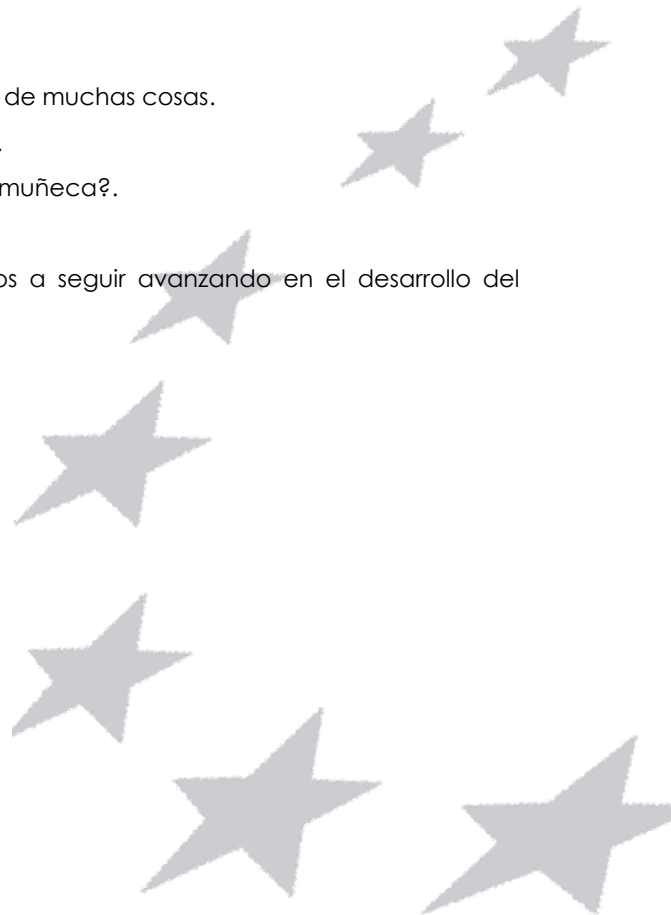 de muchas cosas.
.
muñeca?.
os a seguir avanzando en el desarrollo del